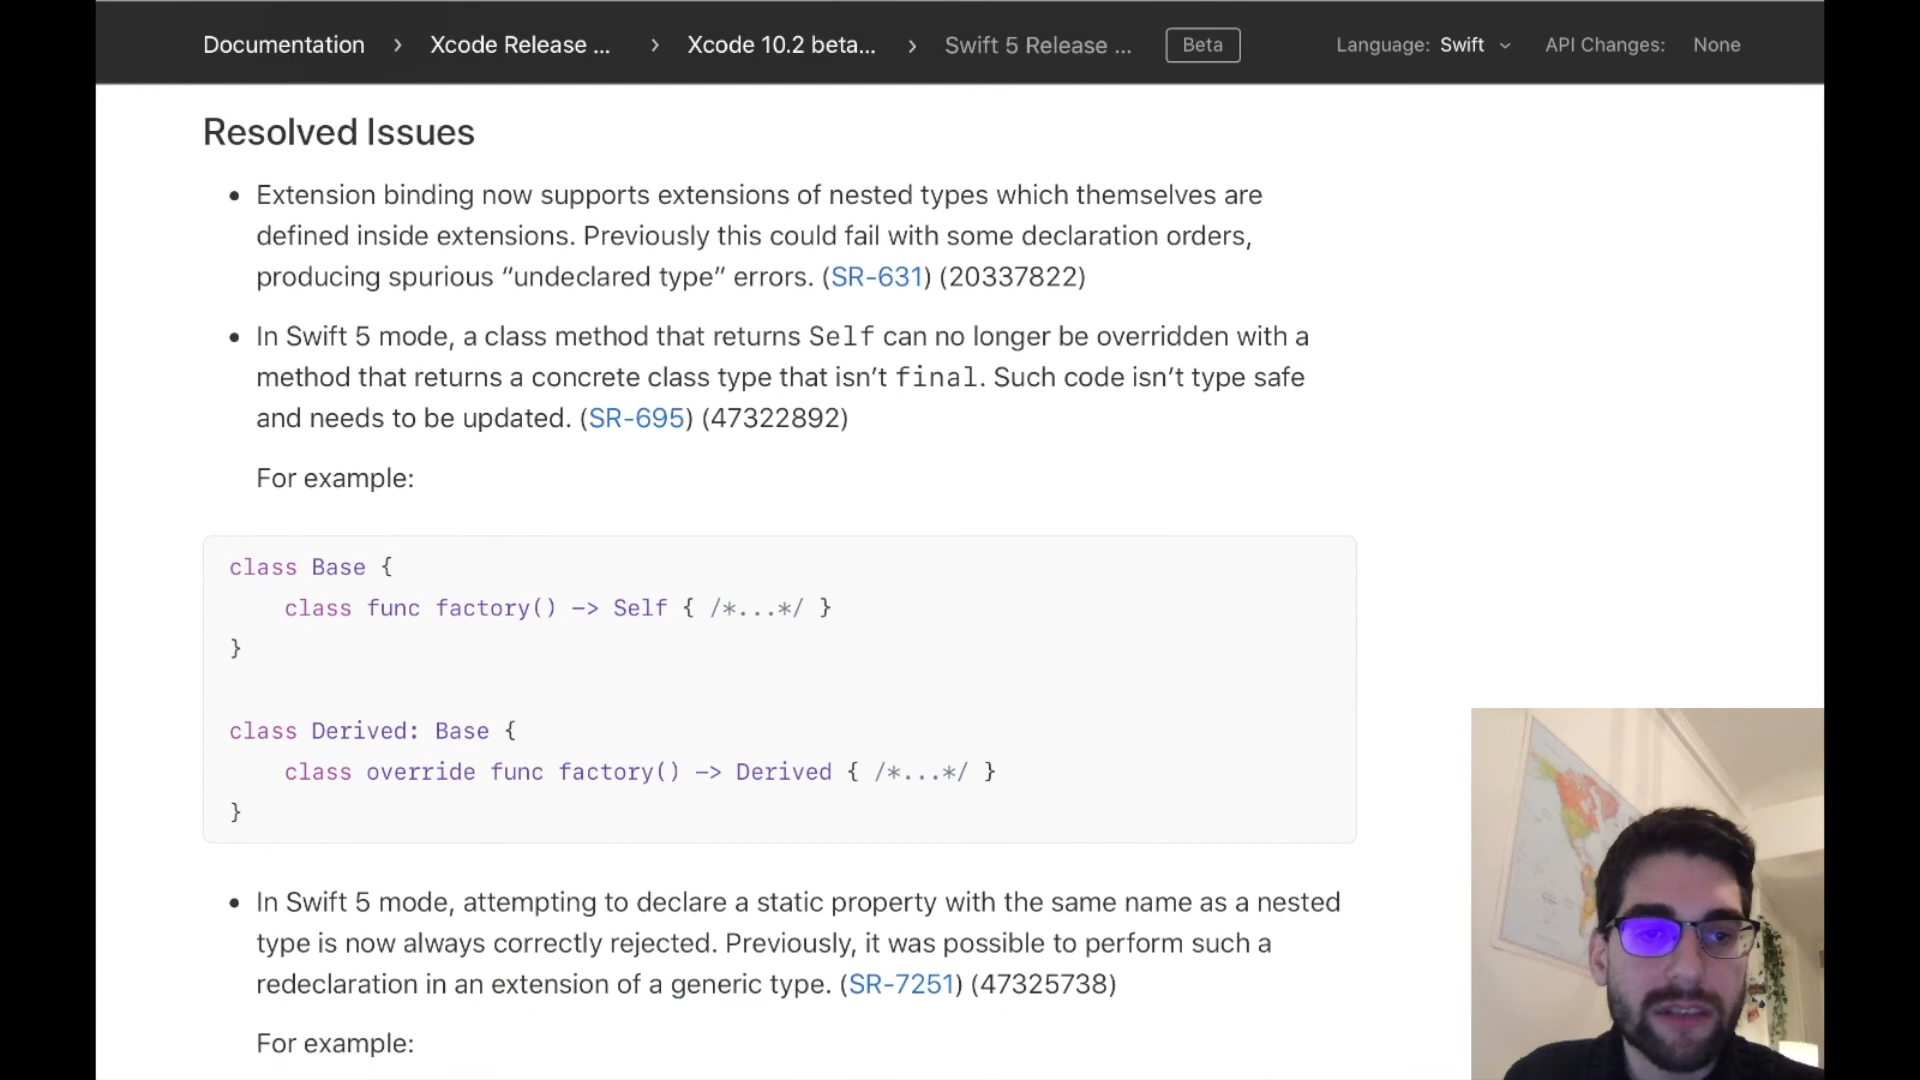 Documentation › Xcode Release ... › Xcode 10.2 beta... › Swift 5 Release ... Beta Language: Swift API Changes: None
Resolved Issues
• Extension binding now supports extensions of nested types which themselves are
defined inside extensions. Previously this could fail with some declaration orders,
producing spurious “undeclared type” errors. (SR-631) (20337822)
• In Swift 5 mode, a class method that returns Self can no longer be overridden with a
method that returns a concrete class type that isn’t final. Such code isn’t type safe
and needs to be updated. (SR-695) (47322892)
For example:
class Base {
    class func factory() -> Self { /*...*/ }
}
class Derived: Base {
    class override func factory() -> Derived { /*...*/ }
}
• In Swift 5 mode, attempting to declare a static property with the same name as a nested
type is now always correctly rejected. Previously, it was possible to perform such a
redeclaration in an extension of a generic type. (SR-7251) (47325738)
For example: